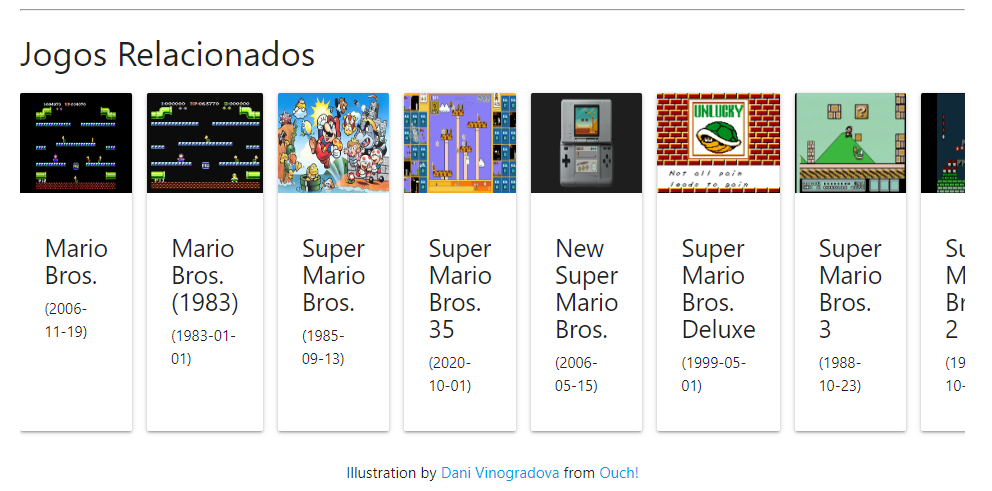 Jogos Relacionados
UNLUCKY
Not all pain
leads to gain
Mario
Bros.
(2006-
11-19)
Mario
Bros.
(1983)
(1983-01-
01)
Super
Mario
Bros.
(1985-
09-13)
Super
Mario
Bros.
35
(2020-
10-01)
New
Super
Mario
Bros.
(2006-
05-15)
Super
Mario
Bros.
Deluxe
(1999-05-
01)
Super
Mario
Bros.
3
(1988-
10-23)
2
10-
Illustration by Dani Vinogradova from Ouch!